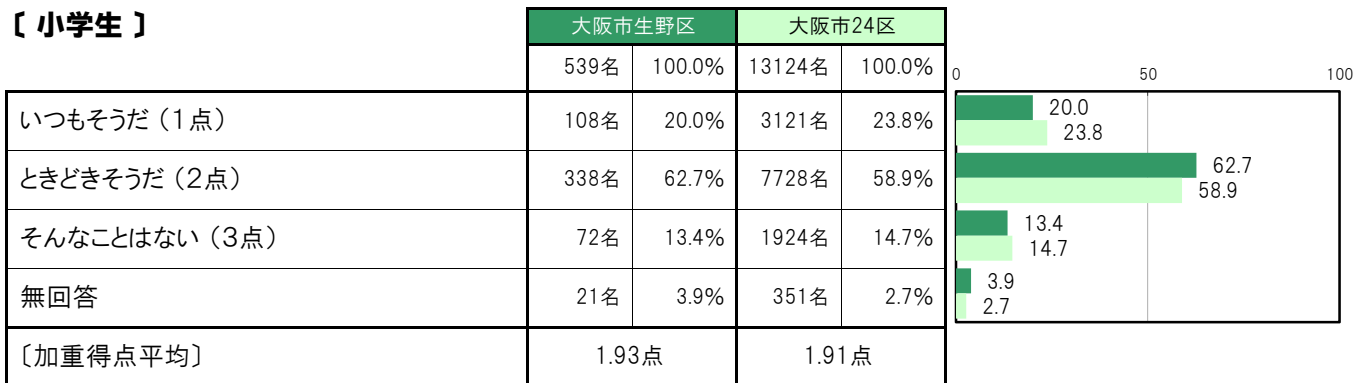 〔 小学生 〕
大阪市生野区 大阪市24区
539名 100.0% 13124名 100.0%
0 50 100
いつもそうだ（１点） 108名 20.0% 3121名 23.8%
20.0
23.8
ときどきそうだ（２点） 338名 62.7% 7728名 58.9%
62.7
58.9
そんなことはない（３点） 72名 13.4% 1924名 14.7%
13.4
14.7
無回答 21名 3.9% 351名 2.7%
3.9
2.7
〔加重得点平均〕 1.93点 1.91点